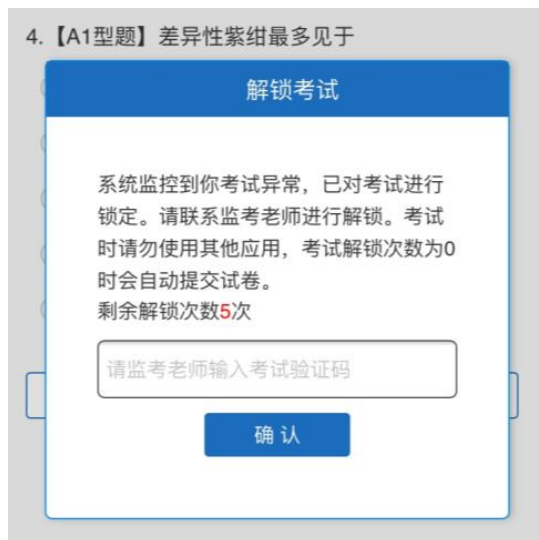 4.【A1型题】差异性紫绀最多见于
解锁考试
系统监控到你考试异常，已对考试进行
锁定。请联系监考老师进行解锁。考试
时请勿使用其他应用，考试解锁次数为0
时会自动提交试卷。
剩余解锁次数5次
请监考老师输入考试验证码
确 认